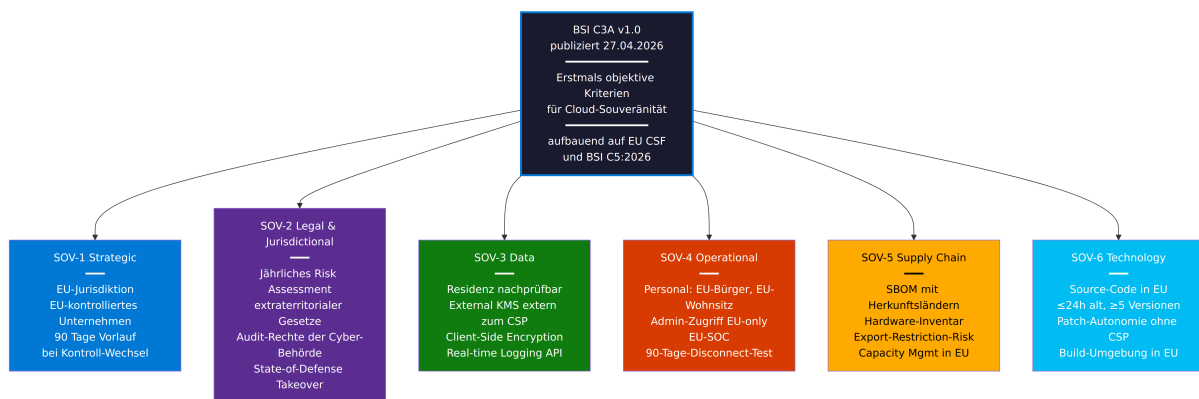 BSI C3A v1.0
publiziert 27.04.2026
Erstmals objektive
Kriterien
für Cloud-Souveränität
aufbauend auf EU CSF
und BSI C5:2026
SOV-1 Strategic
EU-Jurisdiktion
EU-kontrolliertes
Unternehmen
90 Tage Vorlauf
bei Kontroll-Wechsel
SOV-2 Legal &
Jurisdictional
Jährliches Risk
Assessment
extraterritorialer
Gesetze
Audit-Rechte der Cyber-
Behörde
State-of-Defense
Takeover
SOV-3 Data
Residenz nachprüfbar
External KMS extern
zum CSP
Client-Side Encryption
Real-time Logging API
SOV-4 Operational
Personal: EU-Bürger, EU-
Wohnsitz
Admin-Zugriff EU-only
EU-SOC
90-Tage-Disconnect-Test
SOV-5 Supply Chain
SBOM mit
Herkunftsländern
Hardware-Inventar
Export-Restriction-Risk
Capacity Mgmt in EU
SOV-6 Technology
Source-Code in EU
≤24h alt, ≥5 Versionen
Patch-Autonomie ohne
CSP
Build-Umgebung in EU